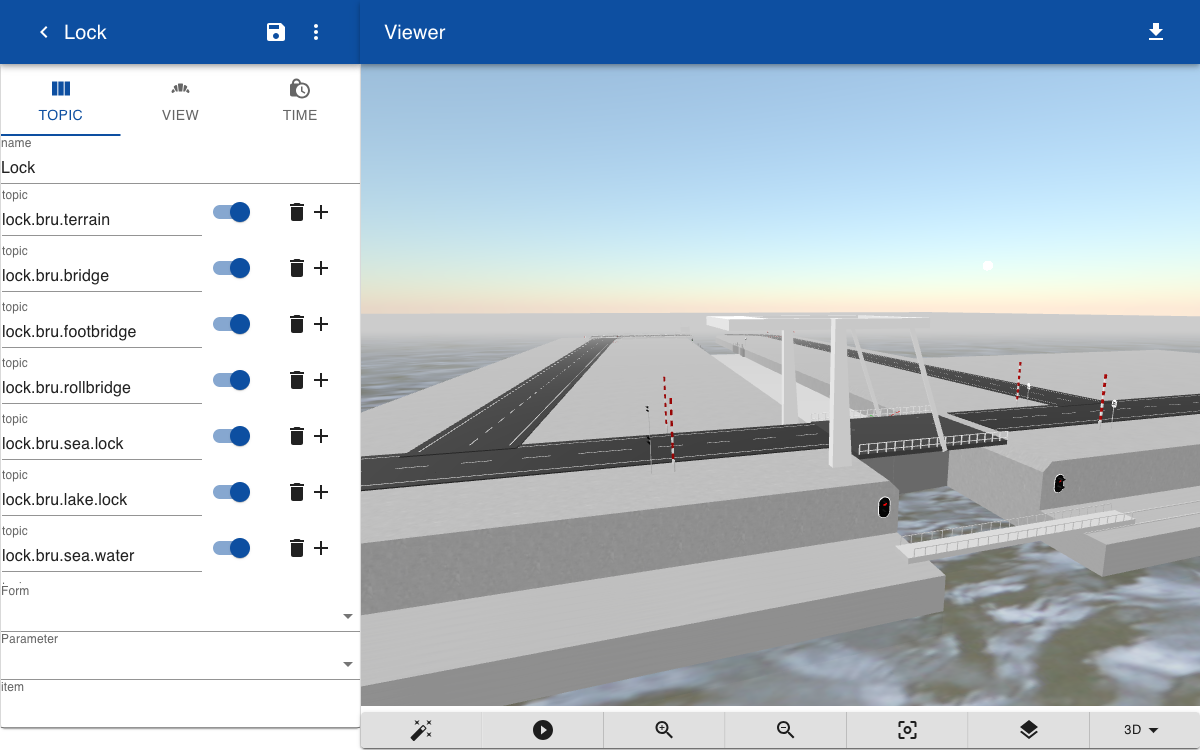 Lock
Viewer
TOPIC
VIEW
TIME
name
Lock
topic
lock.bru.terrain
topic
lock.bru.bridge
topic
lock.bru.footbridge
topic
lock.bru.rollbridge
topic
lock.bru.sea.lock
topic
lock.bru.lake.lock
topic
lock.bru.sea.water
Form
Parameter
item
3D